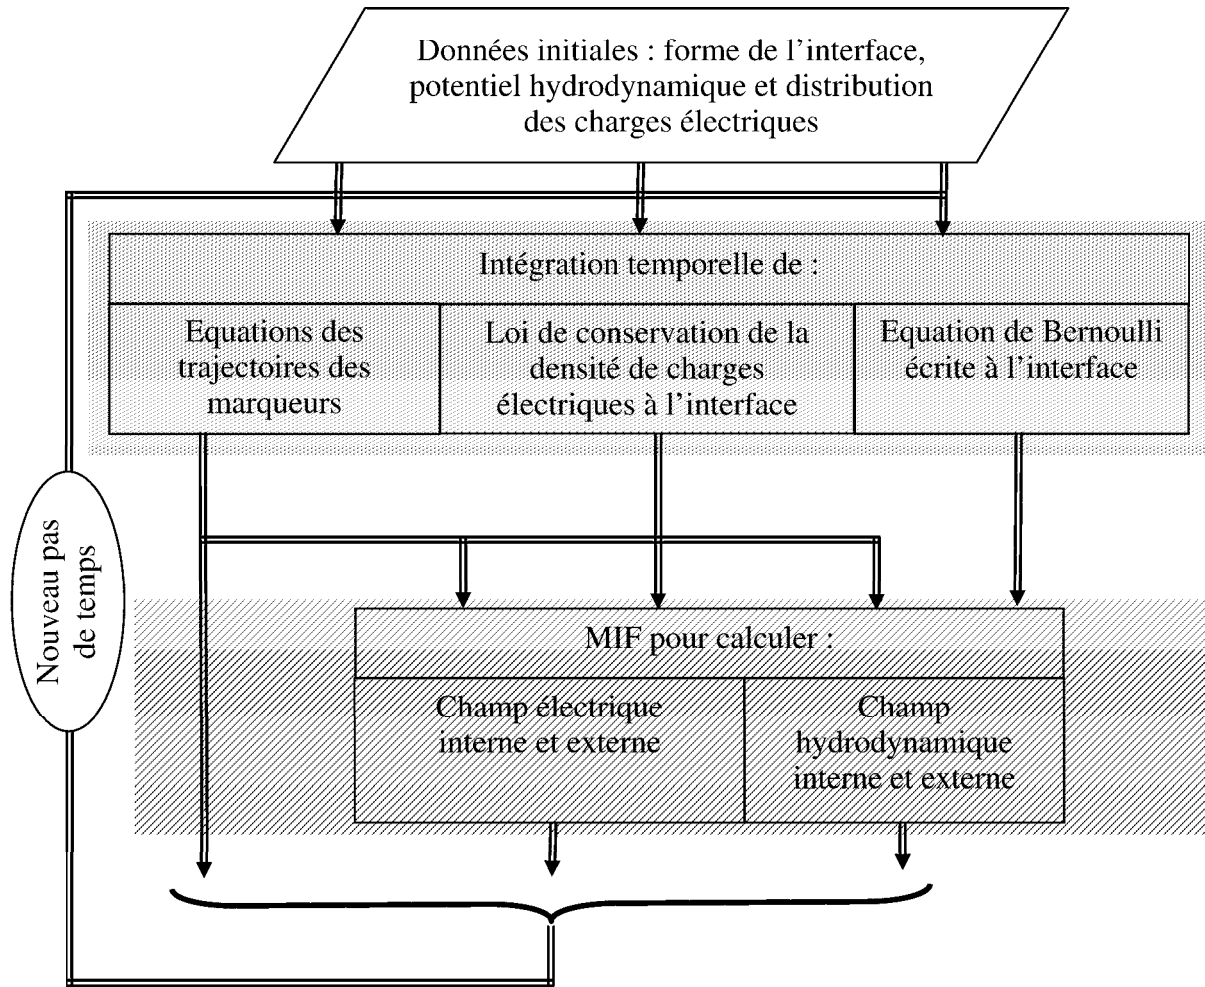 Données initiales : forme de l’interface,
potentiel hydrodynamique et distribution
des charges électriques
Intégration temporelle de :
Equations des
trajectoires des
marqueurs
Loi de conservation de la
densité de charges
électriques à l’interface
Equation de Bernoulli
écrite à l’interface
Nouveau pas
de temps
MIF pour calculer :
Champ électrique
interne et externe
Champ
hydrodynamique
interne et externe